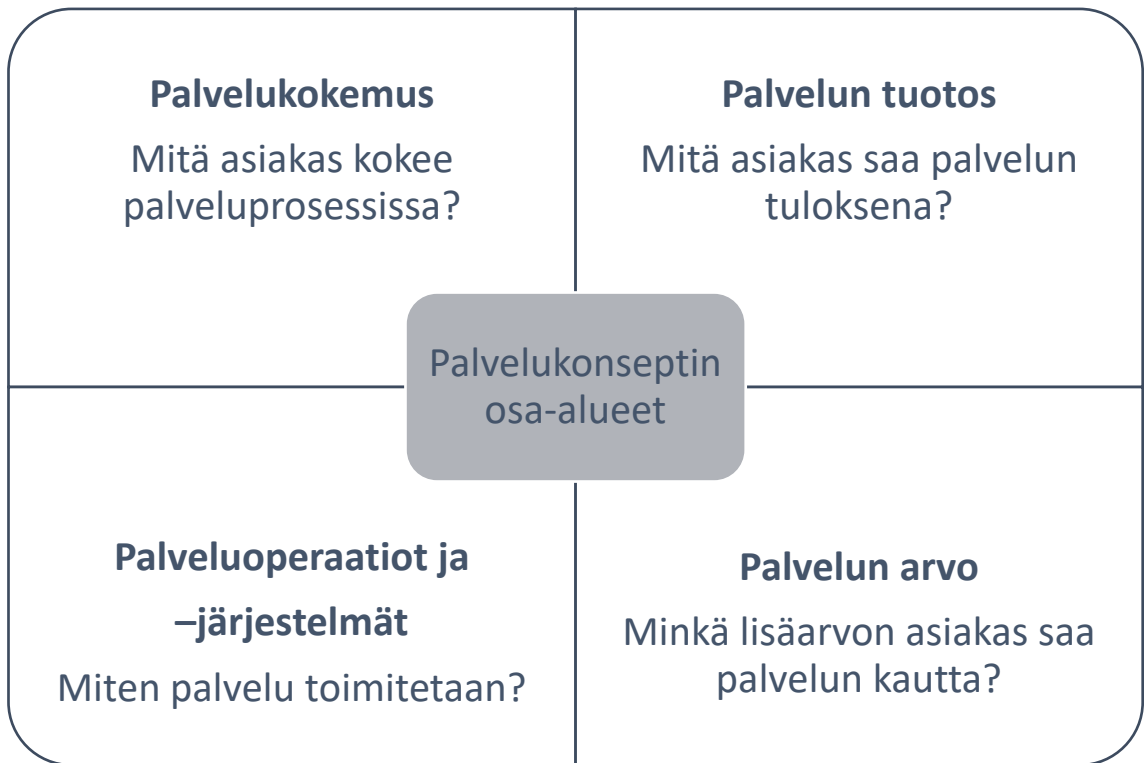 Palvelukokemus
Mitä asiakas kokee
palveluprosessissa?
Palvelun tuotos
Mitä asiakas saa palvelun
tuloksena?
Palvelukonseptin
osa-alueet
Palveluoperaatiot ja
–järjestelmät
Miten palvelu toimitetaan?
Palvelun arvo
Minkä lisäarvon asiakas saa
palvelun kautta?